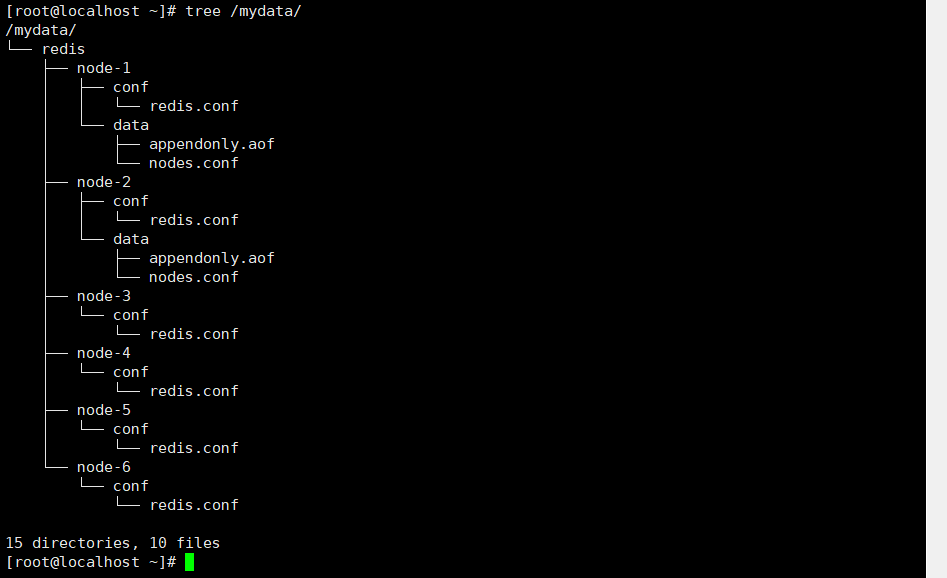 [root@localhost ~]# tree /mydata/
/mydata/
└── redis
    ├── node-1
    │   ├── conf
    │   │   └── redis.conf
    │   └── data
    │       ├── appendonly.aof
    │       └── nodes.conf
    ├── node-2
    │   ├── conf
    │   │   └── redis.conf
    │   └── data
    │       ├── appendonly.aof
    │       └── nodes.conf
    ├── node-3
    │   └── conf
    │       └── redis.conf
    ├── node-4
    │   └── conf
    │       └── redis.conf
    ├── node-5
    │   └── conf
    │       └── redis.conf
    └── node-6
        └── conf
            └── redis.conf

15 directories, 10 files
[root@localhost ~]#